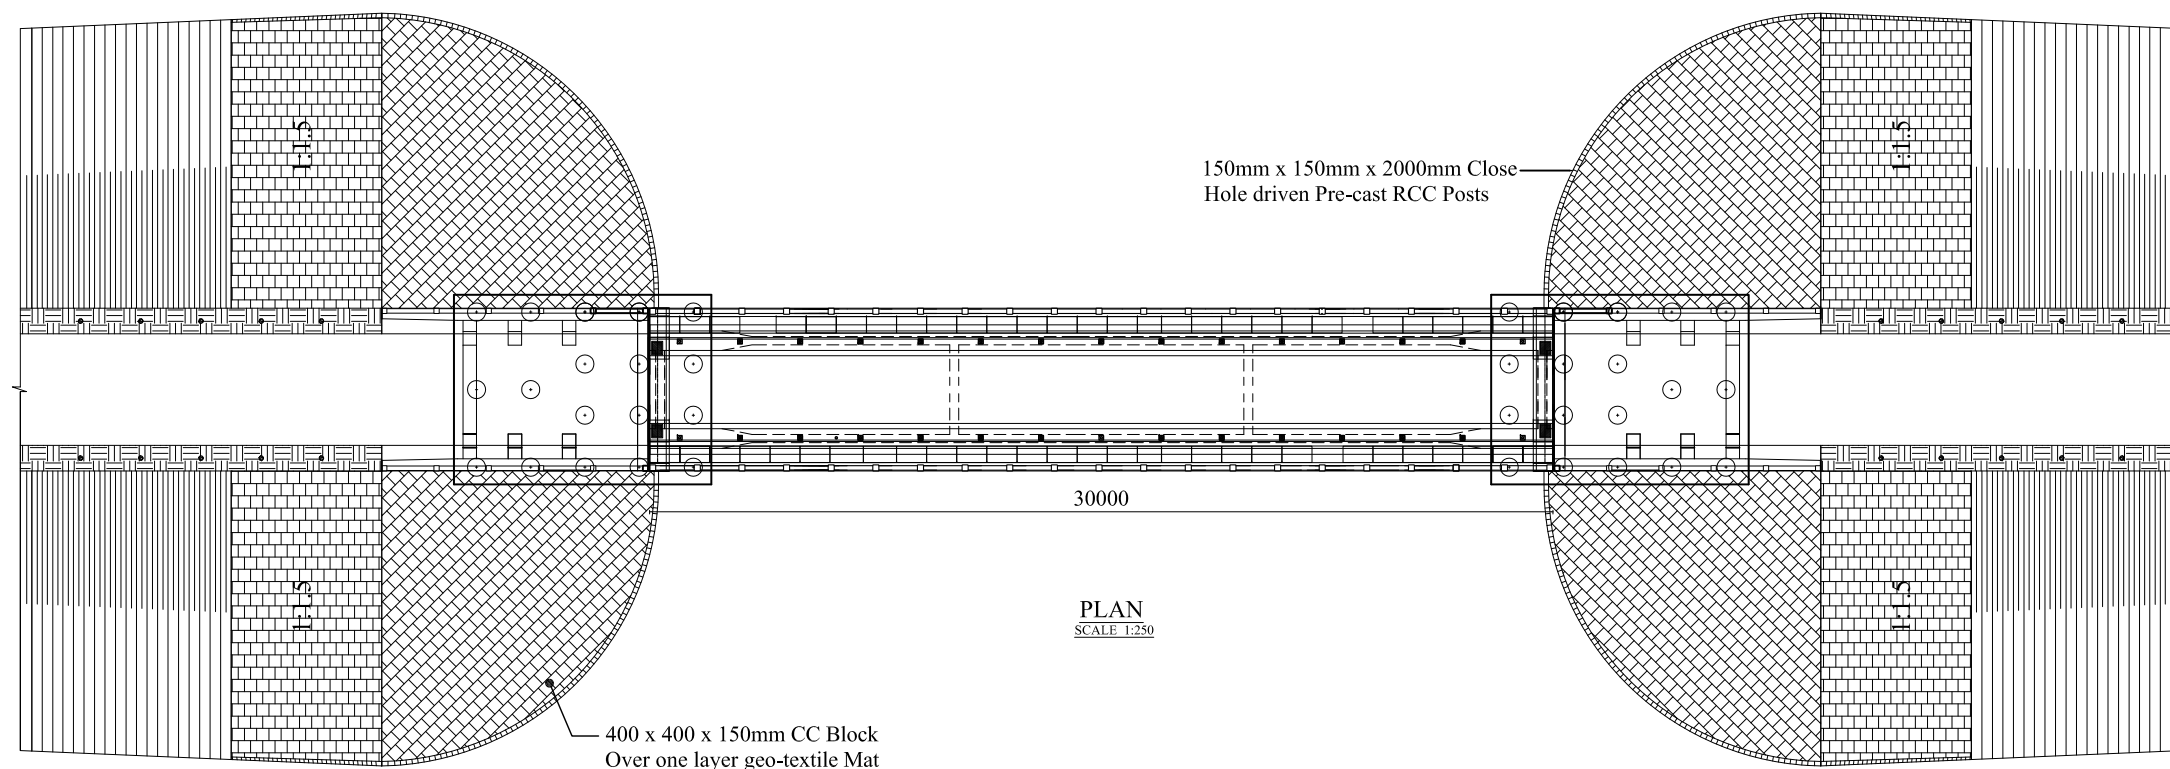 1:1.5
1:1.5
150mm x 150mm x 2000mm Close
Hole driven Pre-cast RCC Posts
30000
1:1.5
1:1.5
PLAN
SCALE 1:250
400 x 400 x 150mm CC Block
Over one layer geo-textile Mat